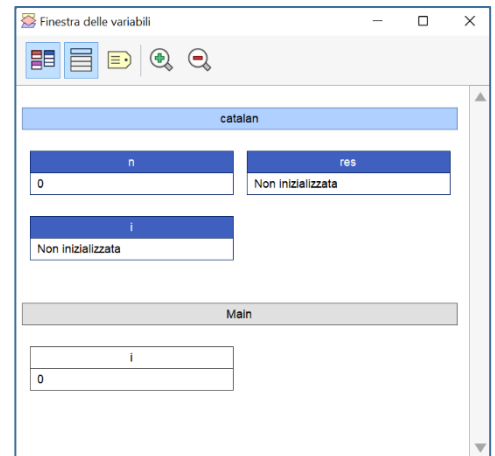 Finestra delle variabili
catalan
n
0
res
Non inizializzata
i
Non inizializzata
Main
i
0